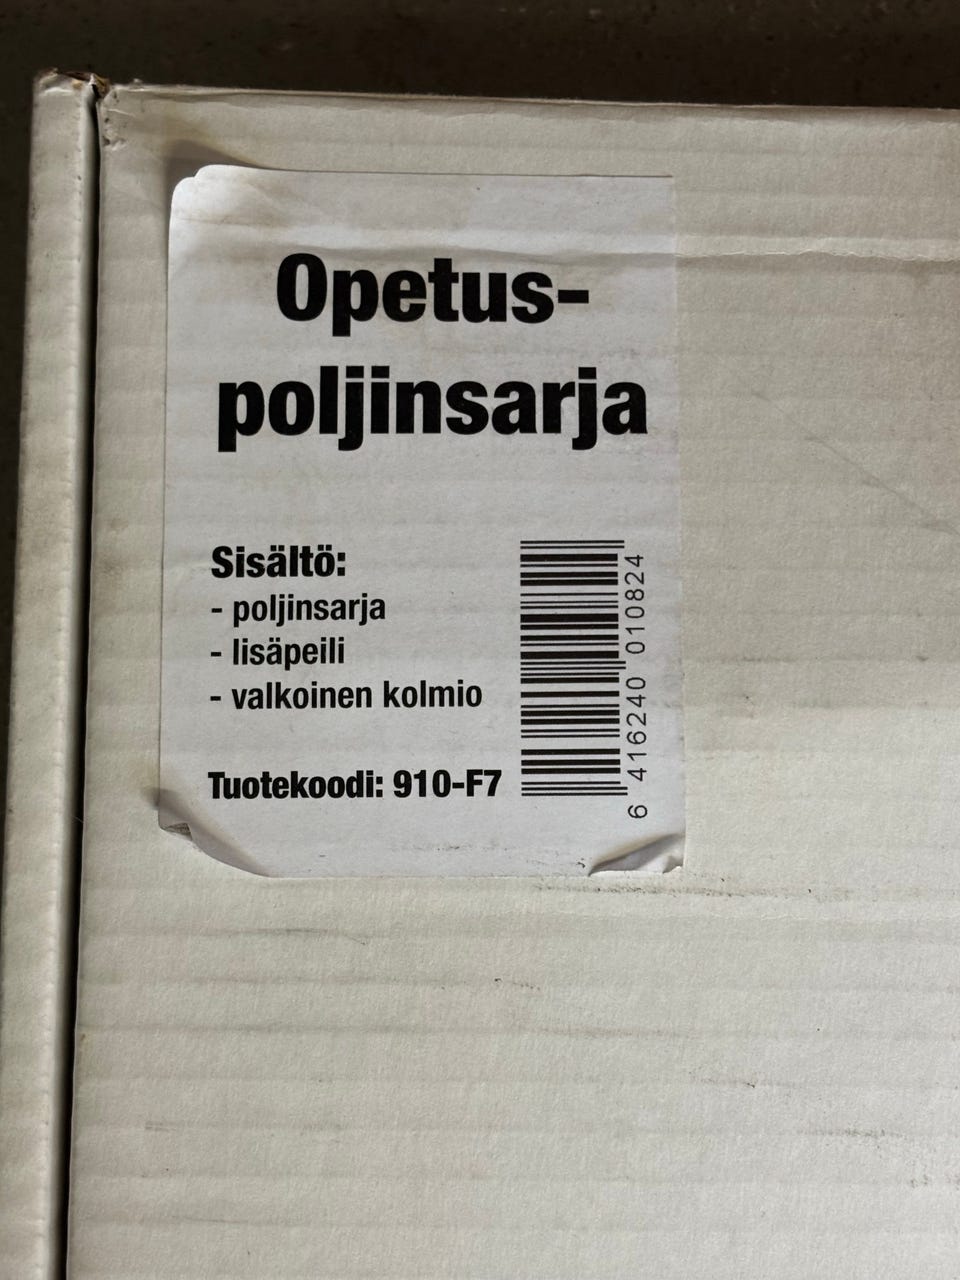 Opetus-
poljinsarja
Sisältö:
- poljinsarja
- lisäpeili
- valkoinen kolmio
Tuotekoodi: 910-F7
6 416240 010824